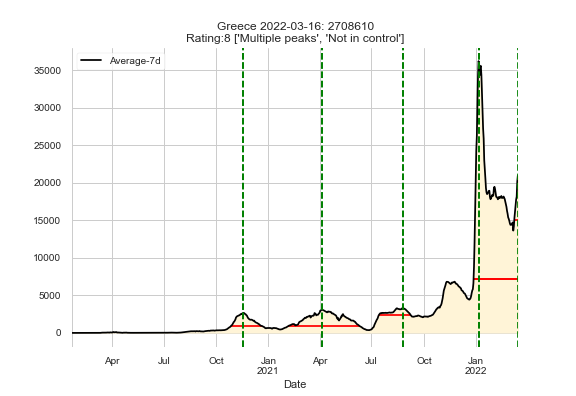 Greece 2022-03-16: 2708610
Rating:8 ['Multiple peaks', 'Not in control']
Average-7d
35000
30000
25000
20000
15000
10000
5000
0
Apr Jul Oct Jan Apr Jul Oct Jan
2021 2022
Date